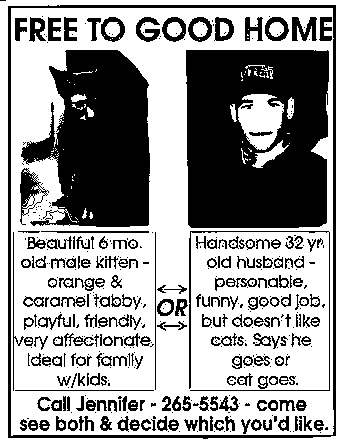 FREE TO GOOD HOME
Beautiful 6 mo.
old male kitten -
orange &
caramel tabby,
playful, friendly,
very affectionate,
ideal for family
w/kids.
OR
Handsome 32 yr.
old husband -
personable,
funny, good job,
but doesn't like
cats. Says he
goes or
cat goes.
Call Jennifer - 265-5543 - come
see both & decide which you'd like.